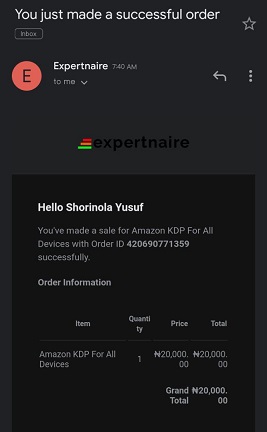 You just made a successful order
Inbox
E
Expertnaire 7:40 AM
to me
expertnaire
Hello Shorinola Yusuf
You've made a sale for Amazon KDP For All
Devices with Order ID 420690771359
successfully.
Order Information
Item Quanti Price Total
ty
Amazon KDP For All 1 ₦20,000. ₦20,000.
Devices 00 00
Grand ₦20,000.
Total 00